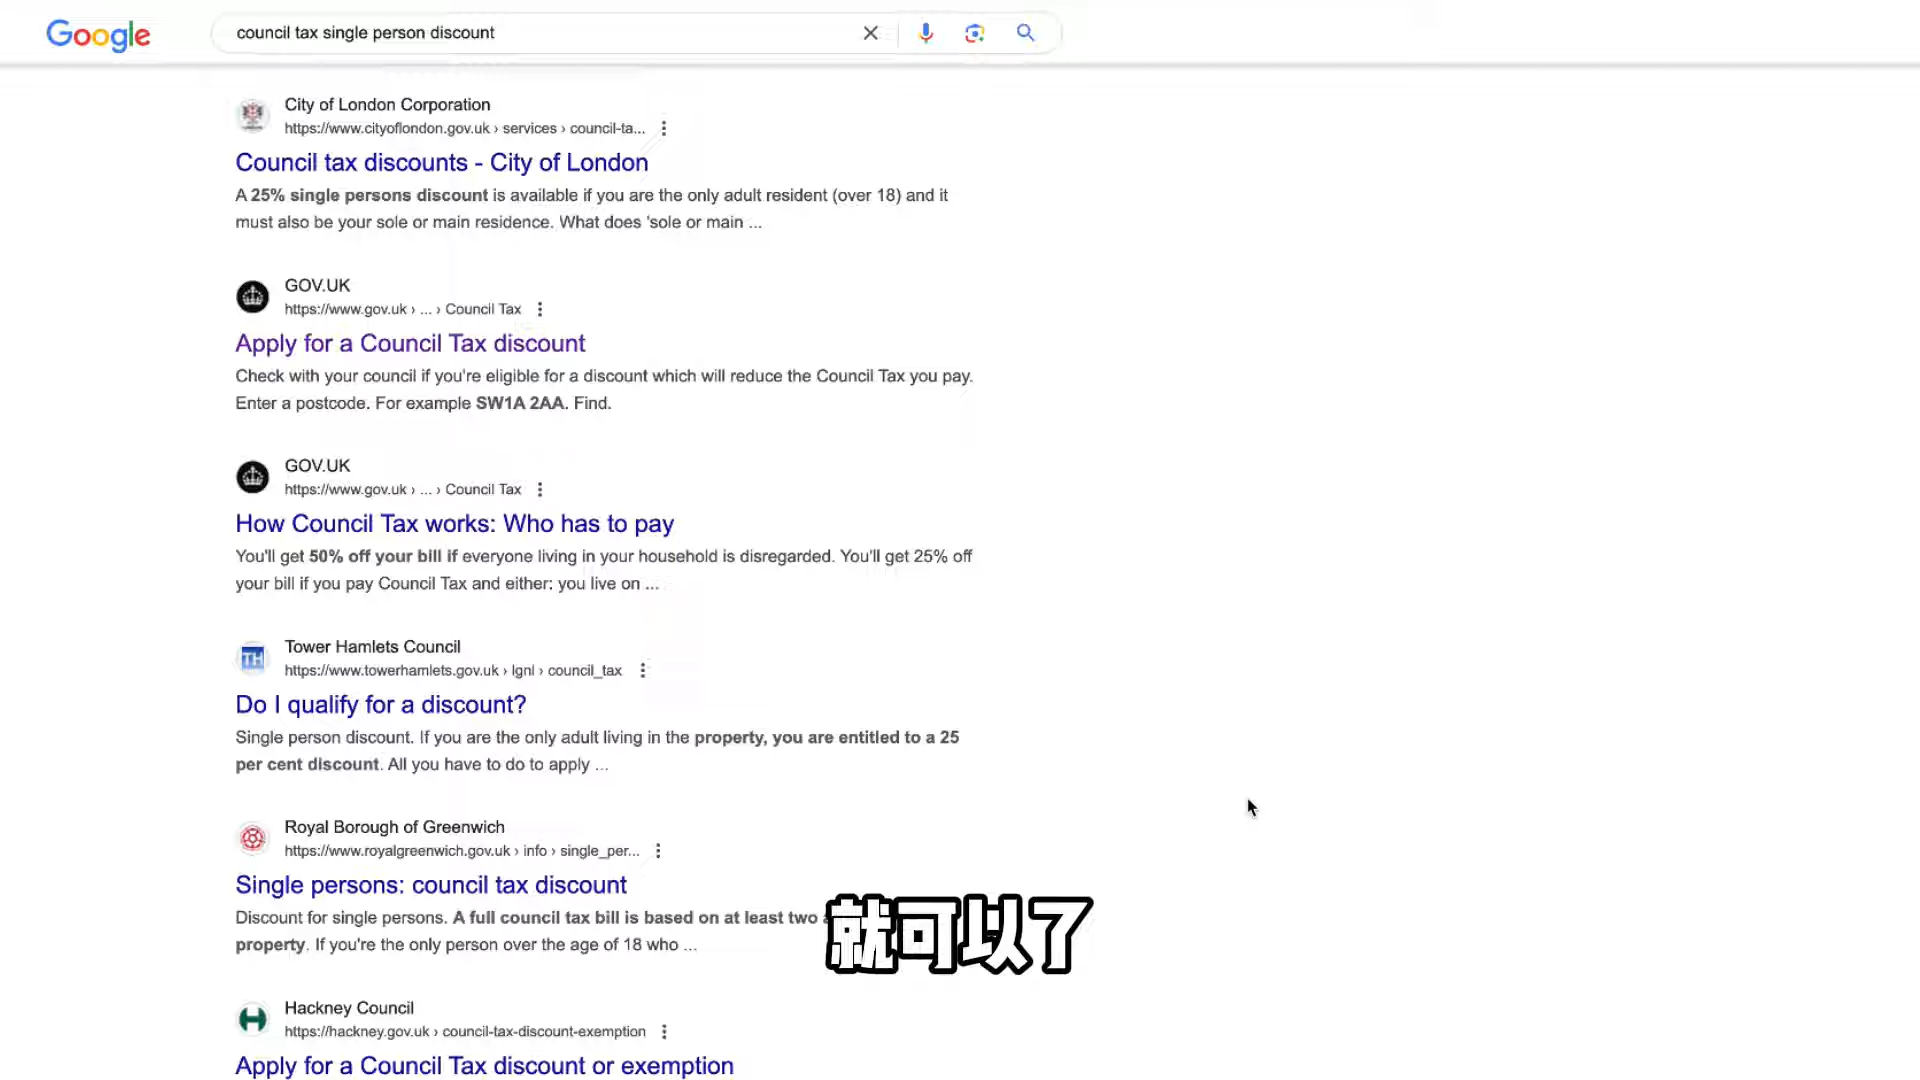 Google
council tax single person discount
City of London Corporation
https://www.cityoflondon.gov.uk › services › council-ta...
Council tax discounts - City of London
A 25% single persons discount is available if you are the only adult resident (over 18) and it
must also be your sole or main residence. What does 'sole or main ...
GOV.UK
https://www.gov.uk › ... › Council Tax
Apply for a Council Tax discount
Check with your council if you're eligible for a discount which will reduce the Council Tax you pay.
Enter a postcode. For example SW1A 2AA. Find.
GOV.UK
https://www.gov.uk › ... › Council Tax
How Council Tax works: Who has to pay
You'll get 50% off your bill if everyone living in your household is disregarded. You'll get 25% off
your bill if you pay Council Tax and either: you live on ...
TH
Tower Hamlets Council
https://www.towerhamlets.gov.uk › lgnl › council_tax
Do I qualify for a discount?
Single person discount. If you are the only adult living in the property, you are entitled to a 25
per cent discount. All you have to do to apply ...
Royal Borough of Greenwich
https://www.royalgreenwich.gov.uk › info › single_per...
Single persons: council tax discount
Discount for single persons. A full council tax bill is based on at least two
property. If you're the only person over the age of 18 who ...
就可以了
Hackney Council
https://hackney.gov.uk › council-tax-discount-exemption
Apply for a Council Tax discount or exemption